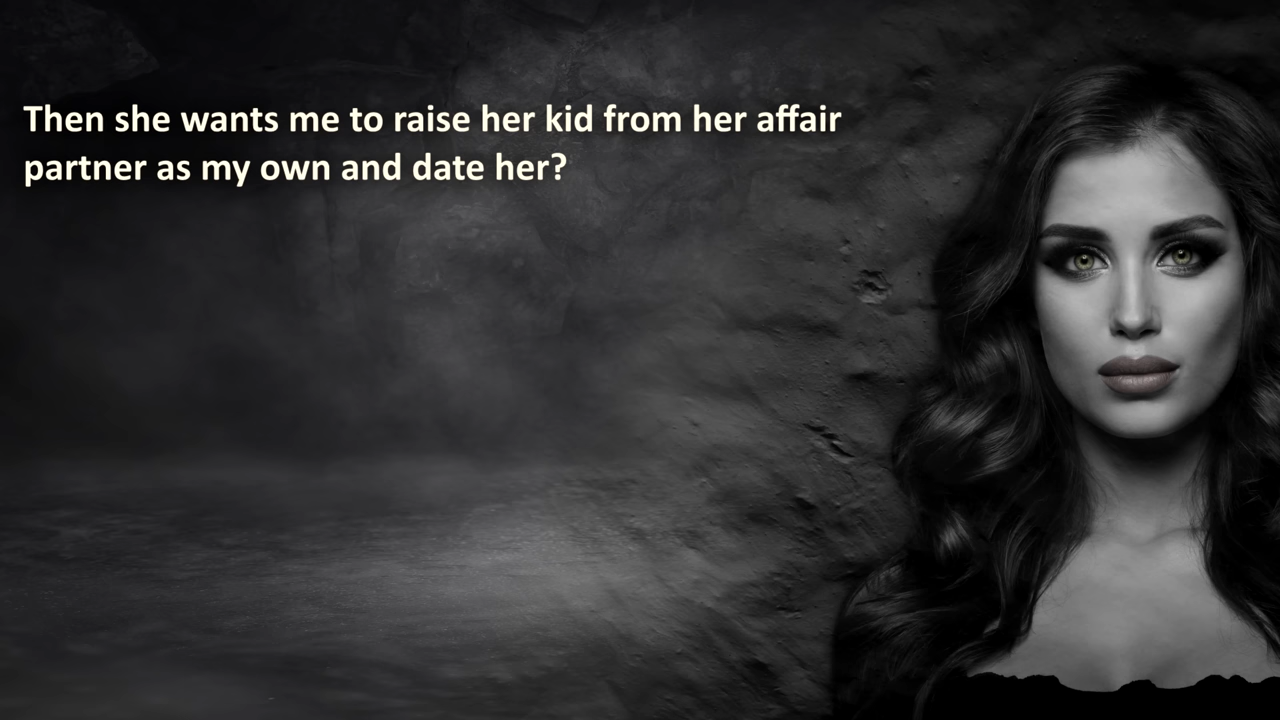 Then she wants me to raise her kid from her affair
partner as my own and date her?